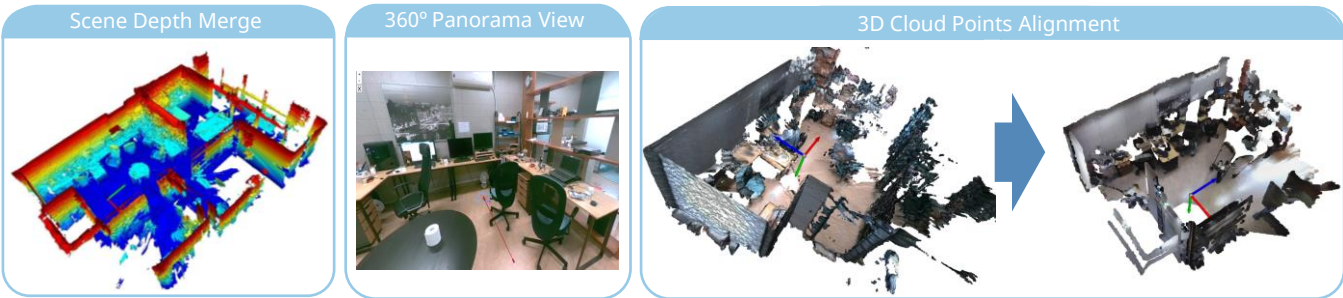 Scene Depth Merge
360º Panorama View
3D Cloud Points Alignment